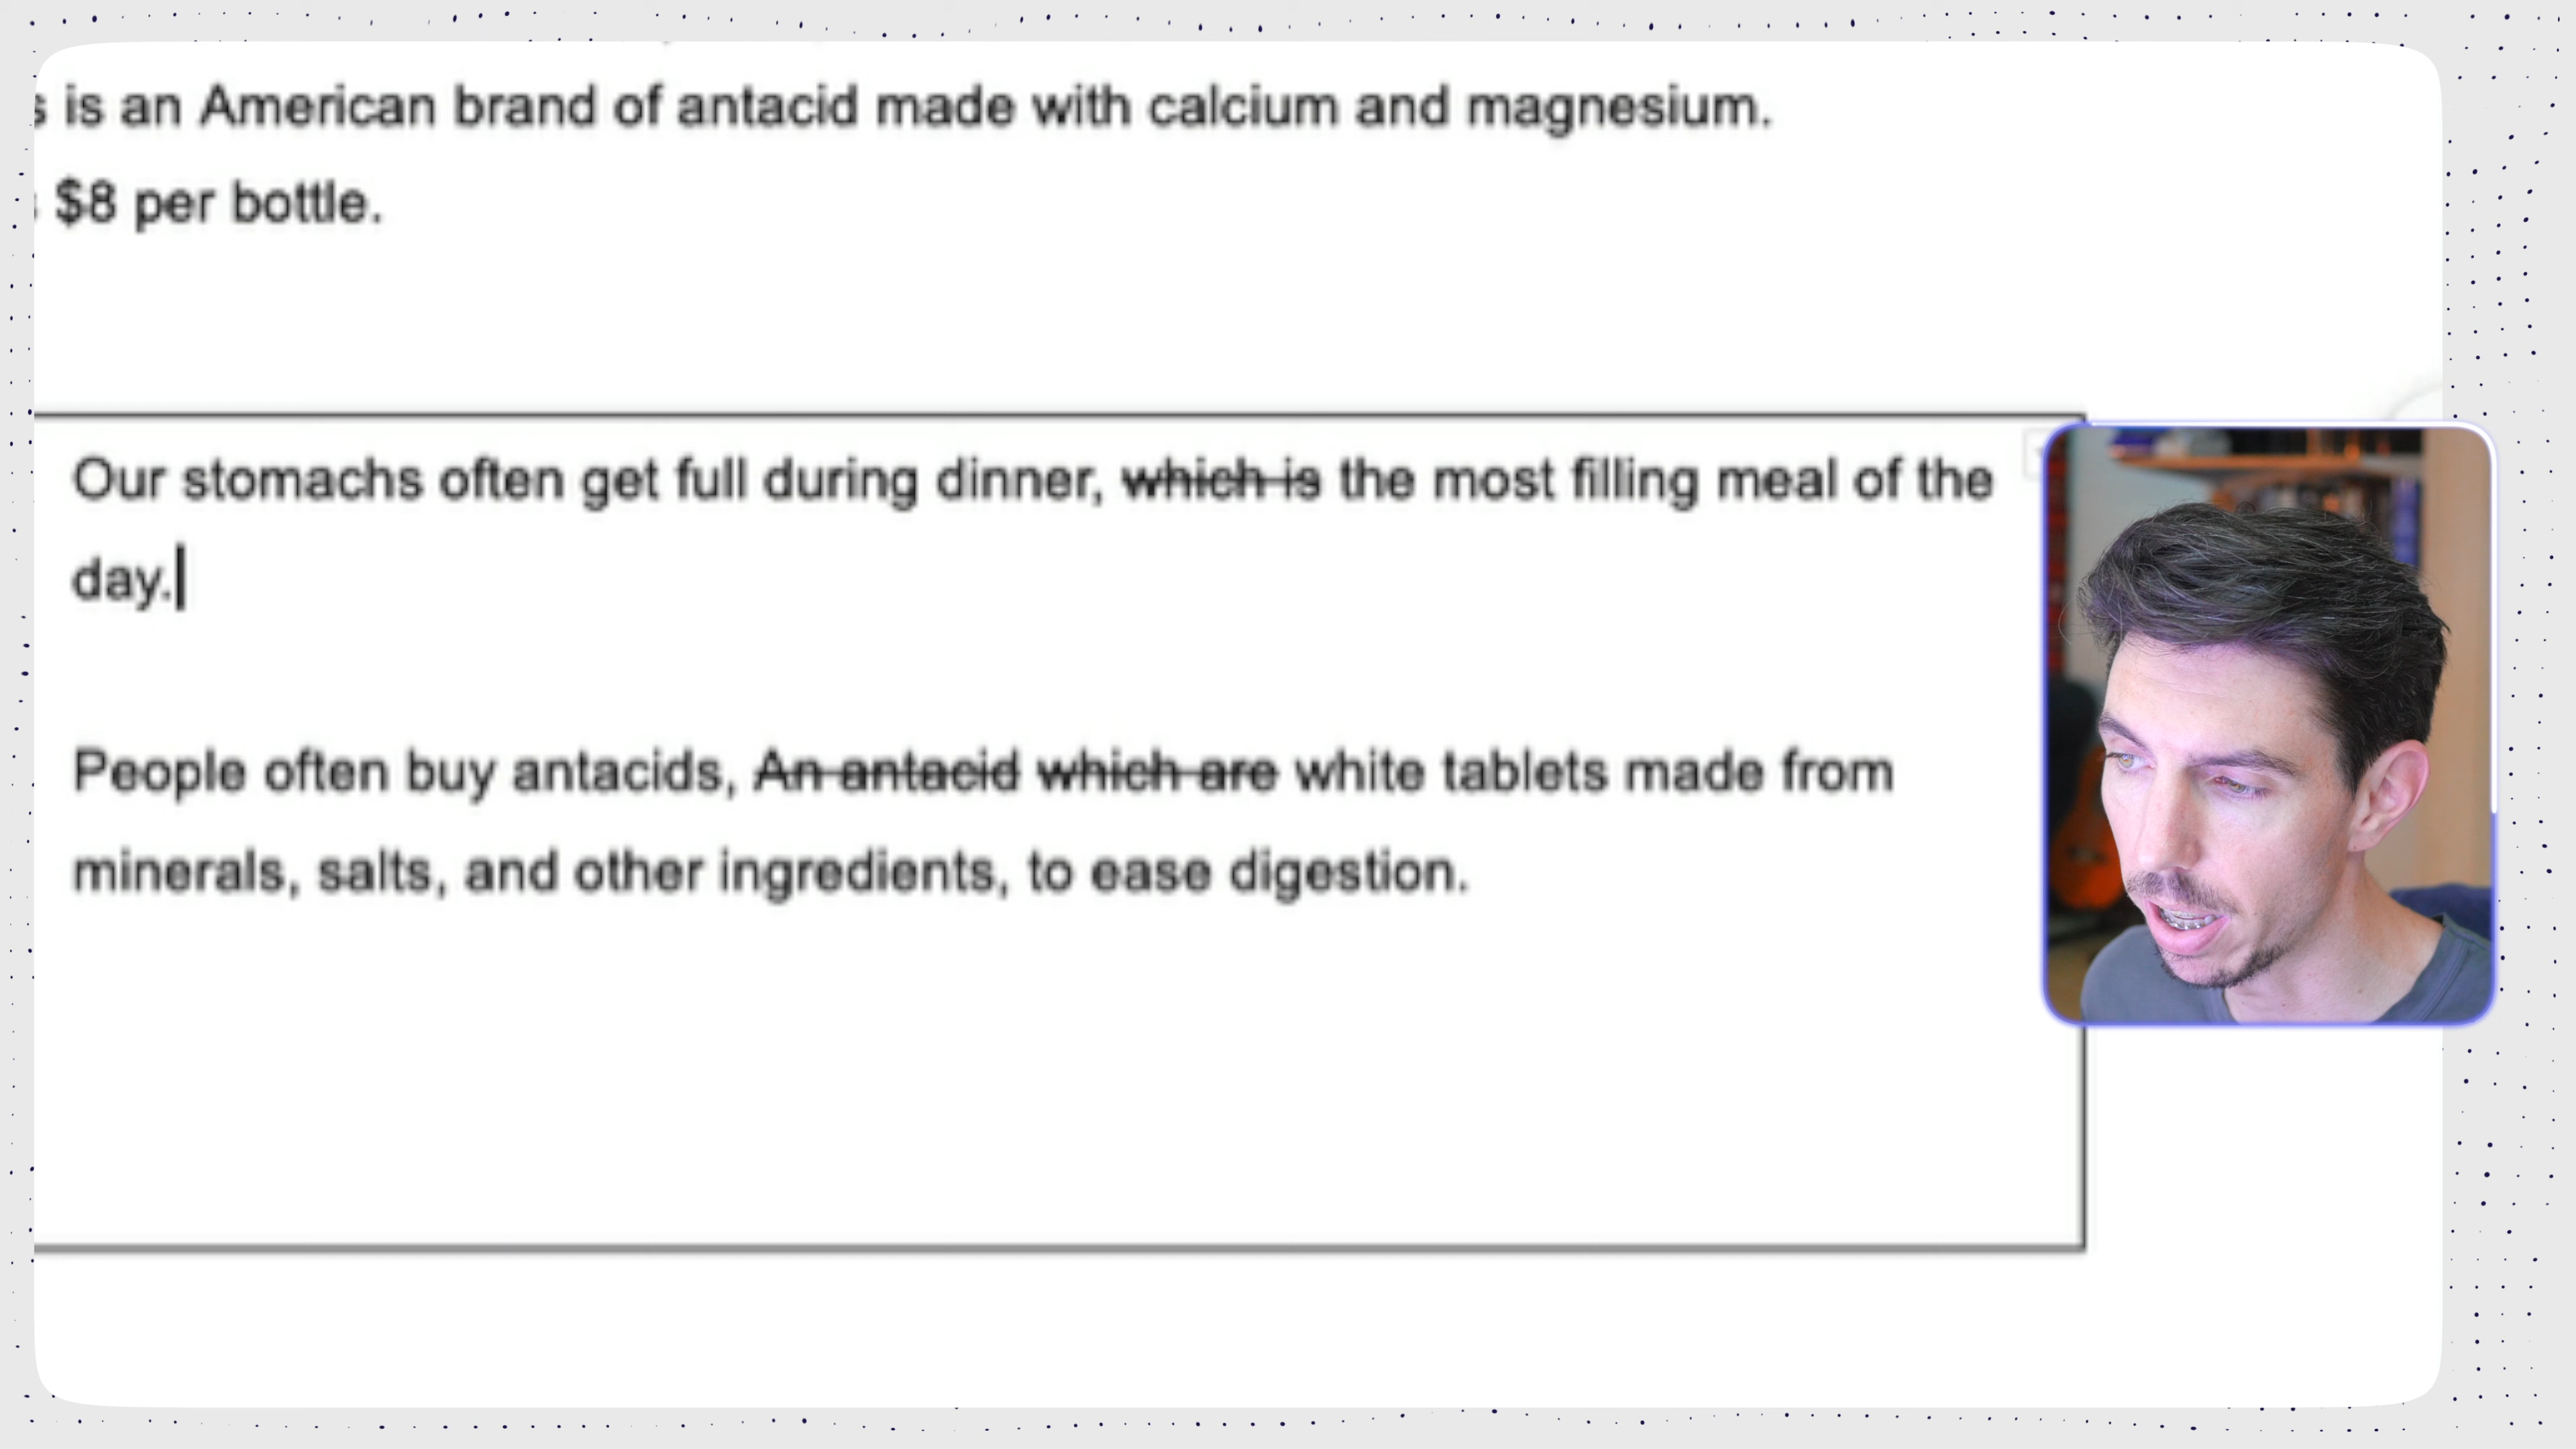 is an American brand of antacid made with calcium and magnesium.
$8 per bottle.
Our stomachs often get full during dinner, which is the most filling meal of the
day.
People often buy antacids, An antacid which are white tablets made from
minerals, salts, and other ingredients, to ease digestion.